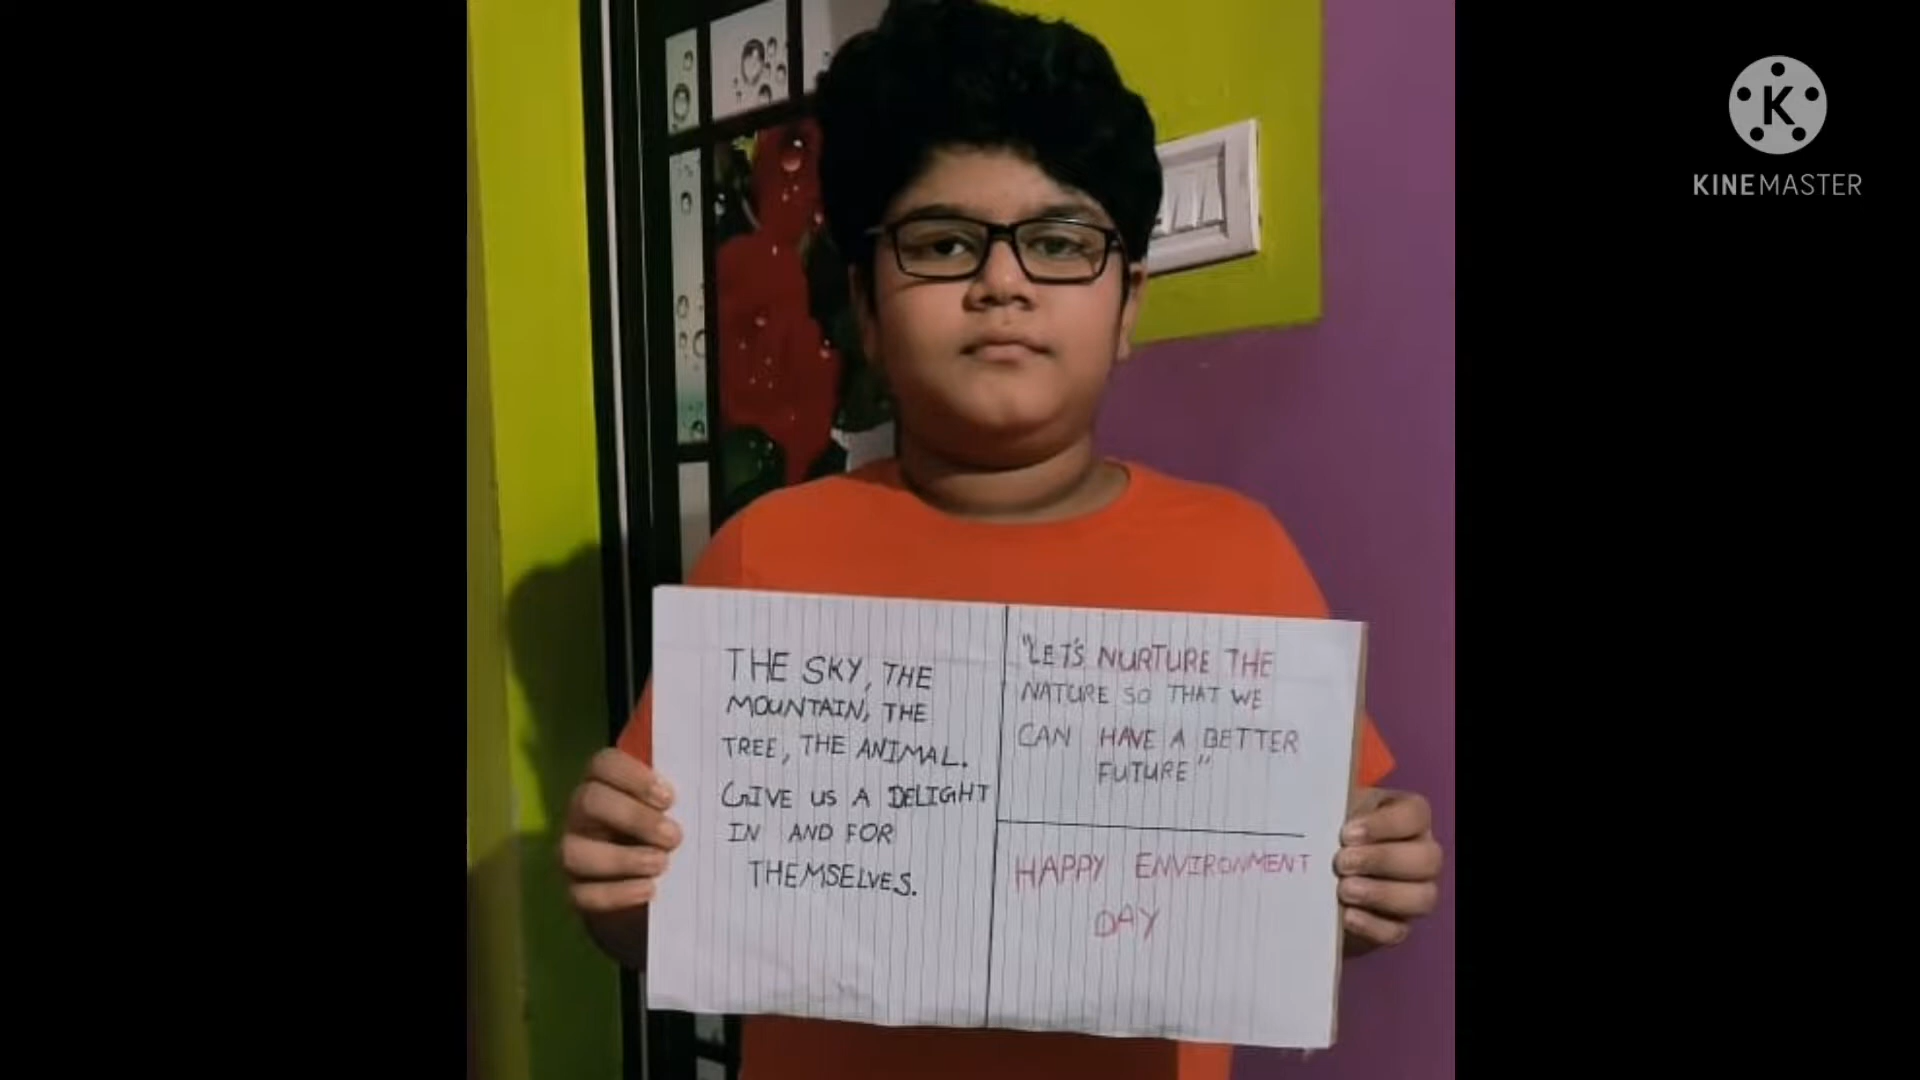 THE SKY, THE
MOUNTAIN, THE
TREE, THE ANIMAL.
GIVE US A DELIGHT
IN AND FOR
THEMSELVES.
"LET'S NURTURE THE
NATURE SO THAT WE
CAN HAVE A BETTER
FUTURE"
HAPPY ENVIRONMENT
DAY
K
KINEMASTER